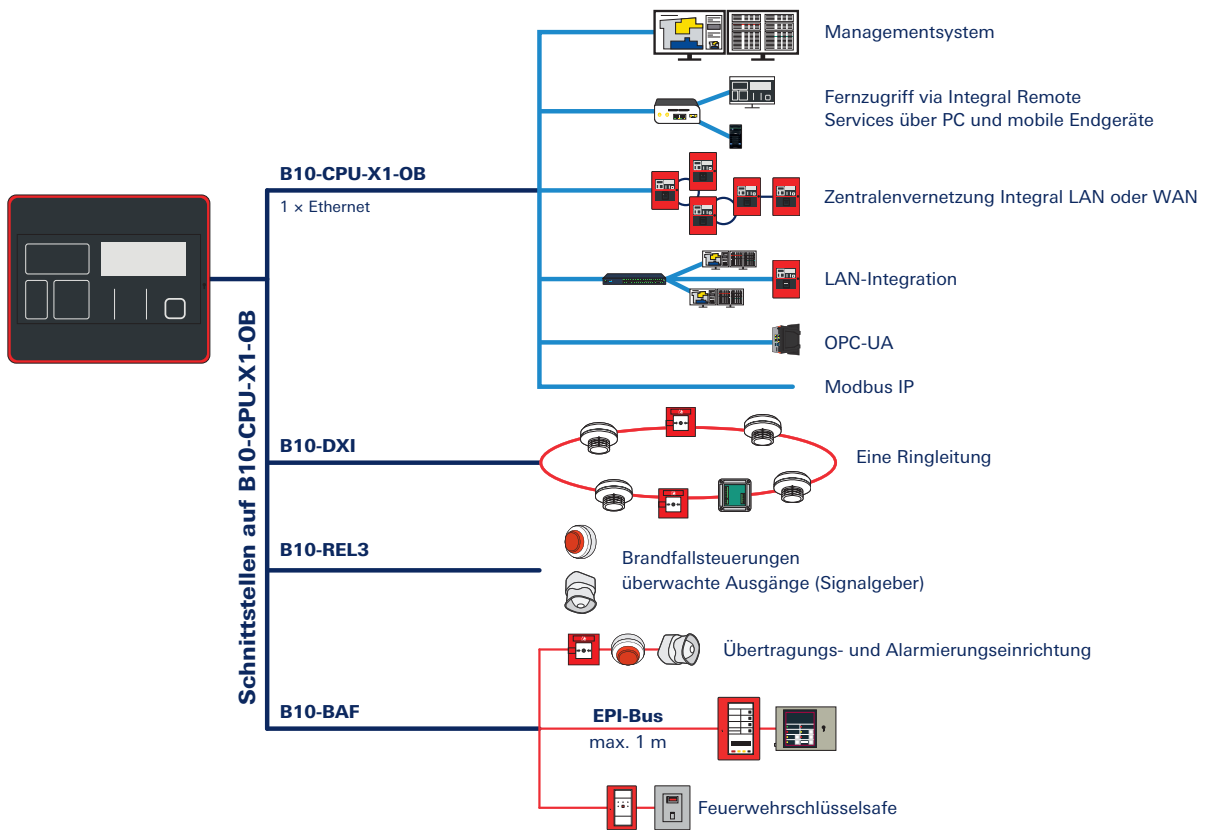 Managementsystem
Fernzugriff via Integral Remote
Services über PC und mobile Endgeräte
B10-CPU-X1-OB
1 × Ethernet
Zentralenvernetzung Integral LAN oder WAN
LAN-Integration
OPC-UA
Modbus IP
Schnittstellen auf B10-CPU-X1-OB
B10-DXI
Eine Ringleitung
B10-REL3
Brandfallsteuerungen
überwachte Ausgänge (Signalgeber)
Übertragungs- und Alarmierungseinrichtung
B10-BAF
EPI-Bus
max. 1 m
Feuerwehrschlüsselsafe